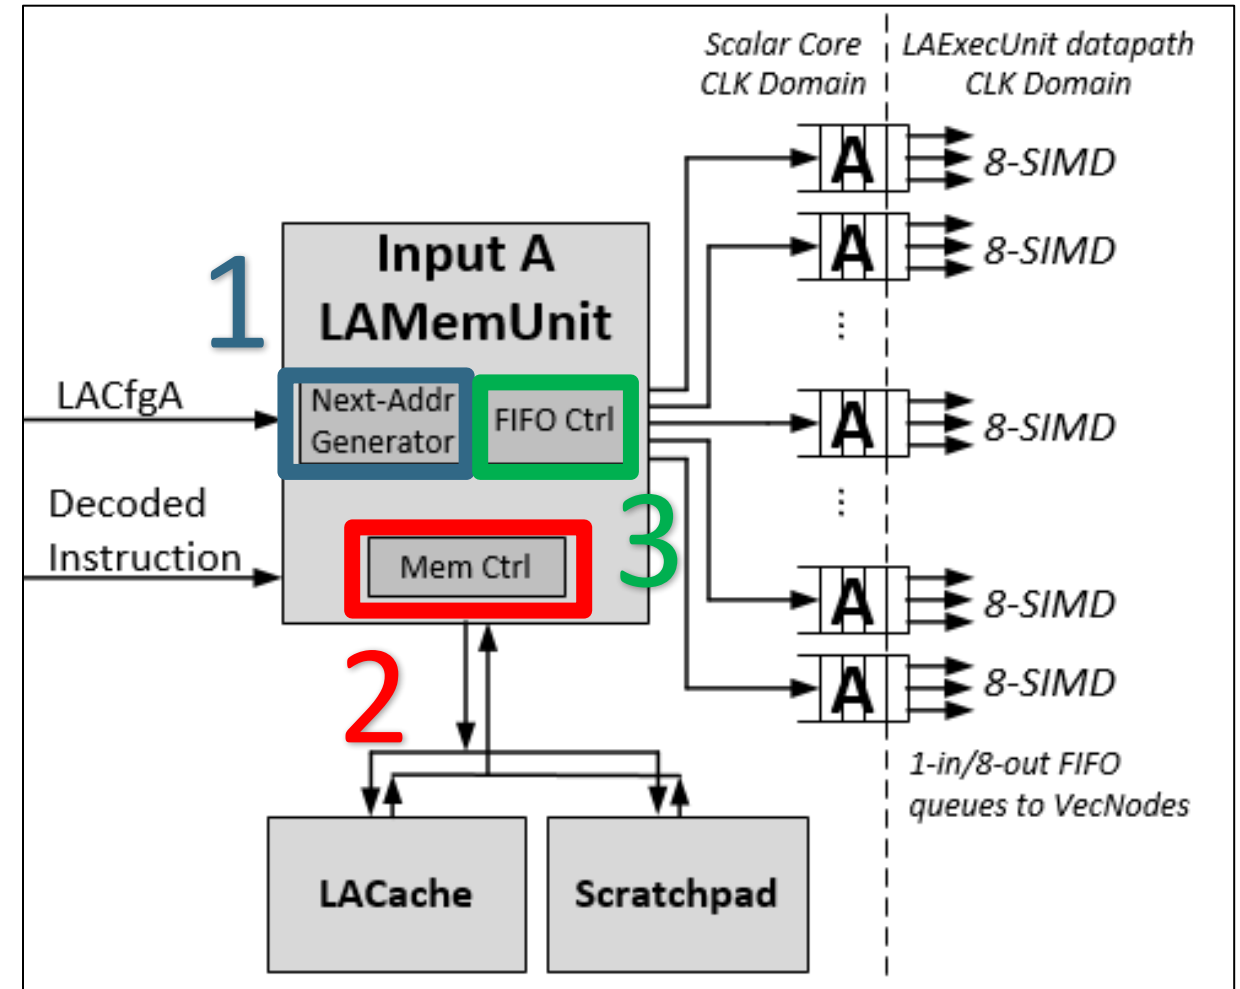 Scalar Core
CLK Domain
LAExecUnit datapath
CLK Domain
A
8-SIMD
A
8-SIMD
...
A
8-SIMD
...
A
8-SIMD
A
8-SIMD
1-in/8-out FIFO
queues to VecNodes
Input A
LAMemUnit
1
LACfgA
Next-Addr
Generator
FIFO Ctrl
Decoded
Instruction
3
Mem Ctrl
2
LACache
Scratchpad